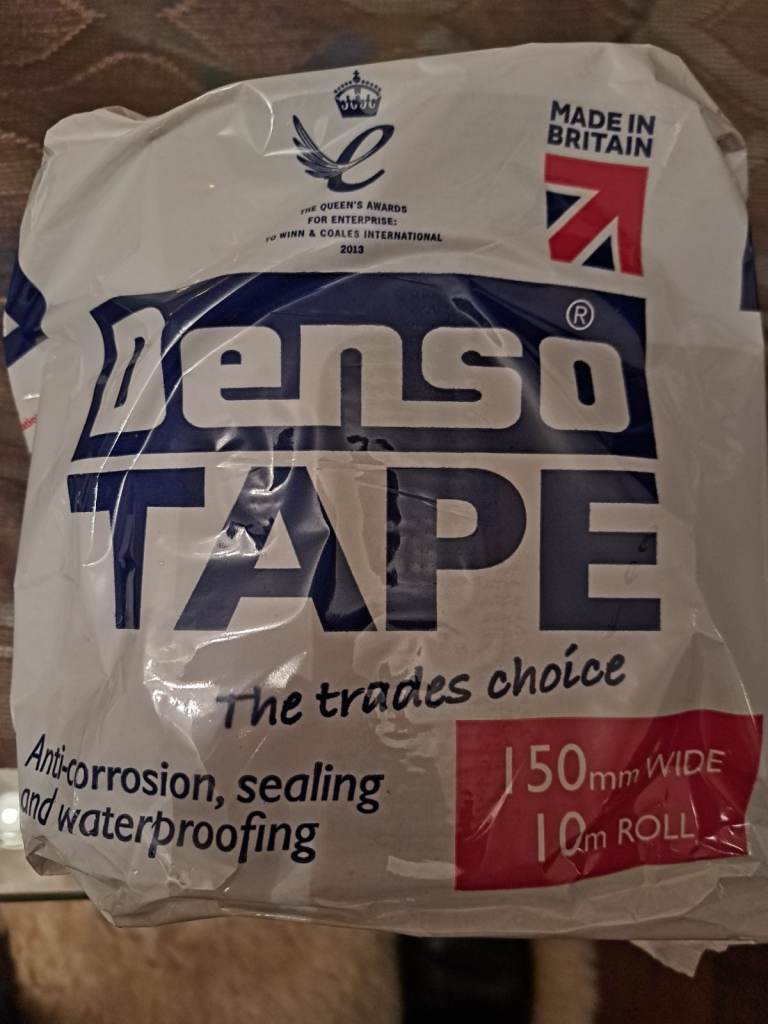 THE QUEEN'S AWARDS
FOR ENTERPRISE:
TO WINN & COALES INTERNATIONAL
2013
MADE IN
BRITAIN
Denso®
TAPE
The trades choice
Anti-corrosion, sealing
and waterproofing
150mm WIDE
10m ROLL